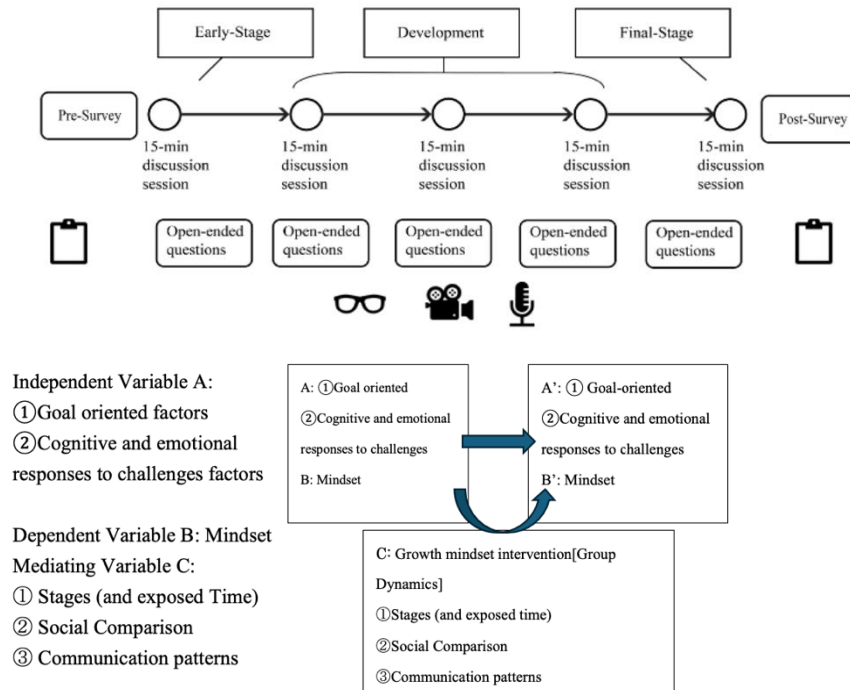 Early-Stage
Development
Final-Stage
Pre-Survey
Post-Survey
15-min
discussion
session
15-min
discussion
session
15-min
discussion
session
15-min
discussion
session
15-min
discussion
session
Open-ended
questions
Open-ended
questions
Open-ended
questions
Open-ended
questions
Open-ended
questions
Independent Variable A:
①Goal oriented factors
②Cognitive and emotional
responses to challenges factors
Dependent Variable B: Mindset
Mediating Variable C:
① Stages (and exposed Time)
② Social Comparison
③ Communication patterns
A: ①Goal oriented
②Cognitive and emotional
responses to challenges
B: Mindset
A’: ① Goal-oriented
②Cognitive and emotional
responses to challenges
B’: Mindset
C: Growth mindset intervention[Group
Dynamics]
①Stages (and exposed time)
②Social Comparison
③Communication patterns